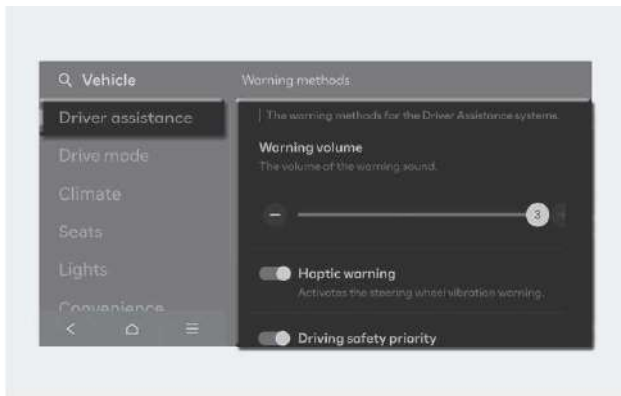 Vehicle
Warning methods
Driver assistance
The warning methods for the Driver Assistance systems.
Drive mode
Warning volume
The volume of the warning sound.
Climate
Seats
3
Lights
Haptic warning
Activates the steering wheel vibration warning.
Convenience
Driving safety priority